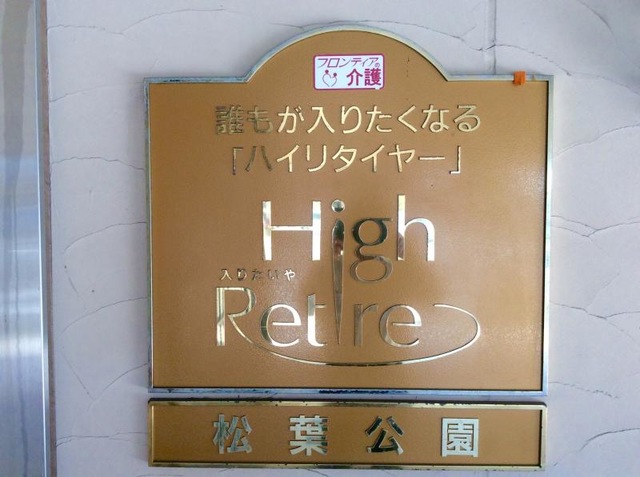 フロンティアの
介護
誰もが入りたくなる
「ハイリタイヤー」
High
入りたいや
Retire
松葉公園